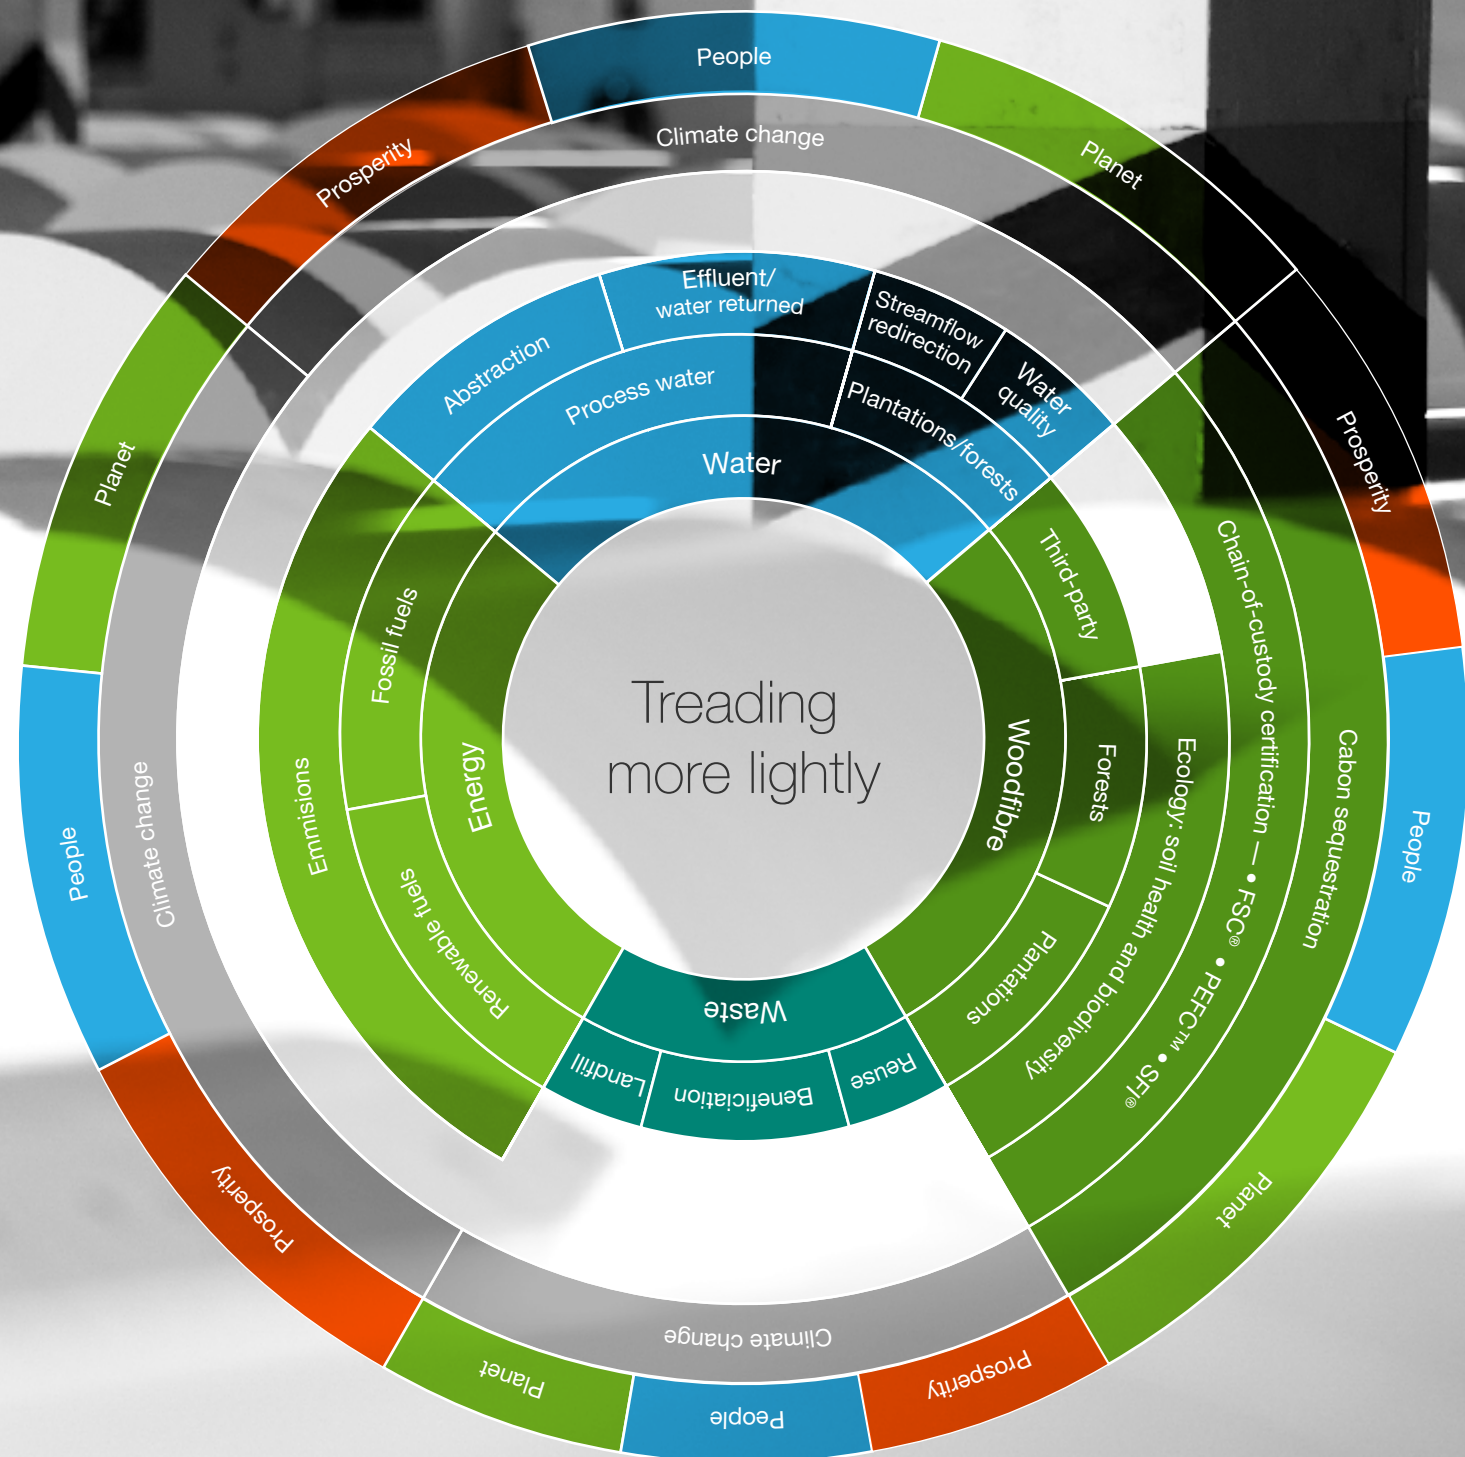 Treading
more lightly
Water
Process water
Plantations/forests
Abstraction
Effluent/
water returned
Streamflow
redirection
Water
quality
Climate change
Prosperity
People
Planet
Woodfibre
Third-party
Forests
Plantations
Ecology: soil health and biodiversity
Chain-of-custody certification — • FSC® • PEFC™ • SFI®
Cabon sequestration
Prosperity
People
Planet
Waste
Reuse
Beneficiation
Landfill
Climate change
Prosperity
People
Planet
Energy
Fossil fuels
Renewable fuels
Emmisions
Climate change
Prosperity
People
Planet